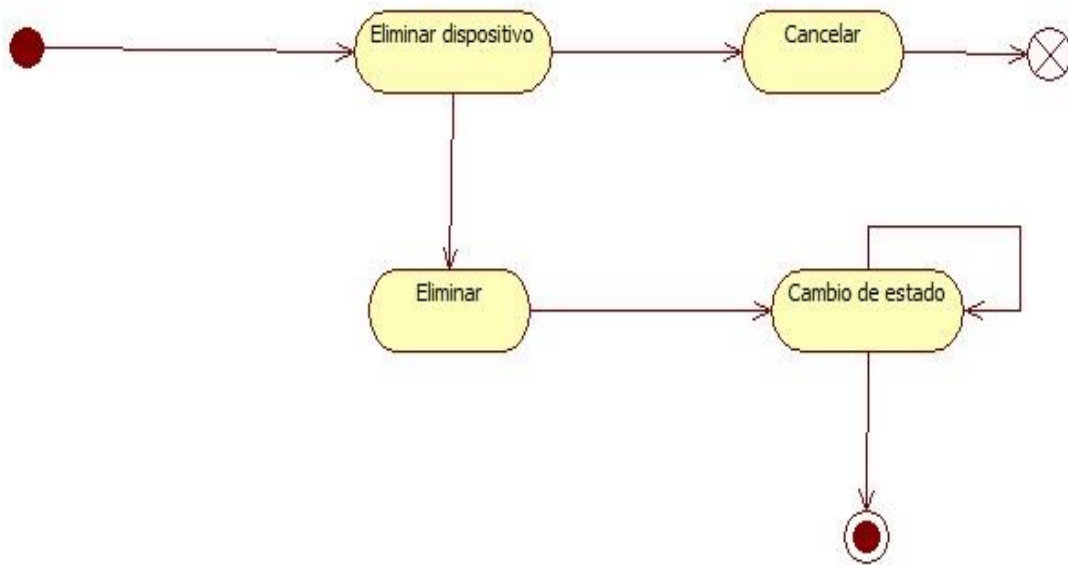 Eliminar dispositivo
Cancelar
Eliminar
Cambio de estado